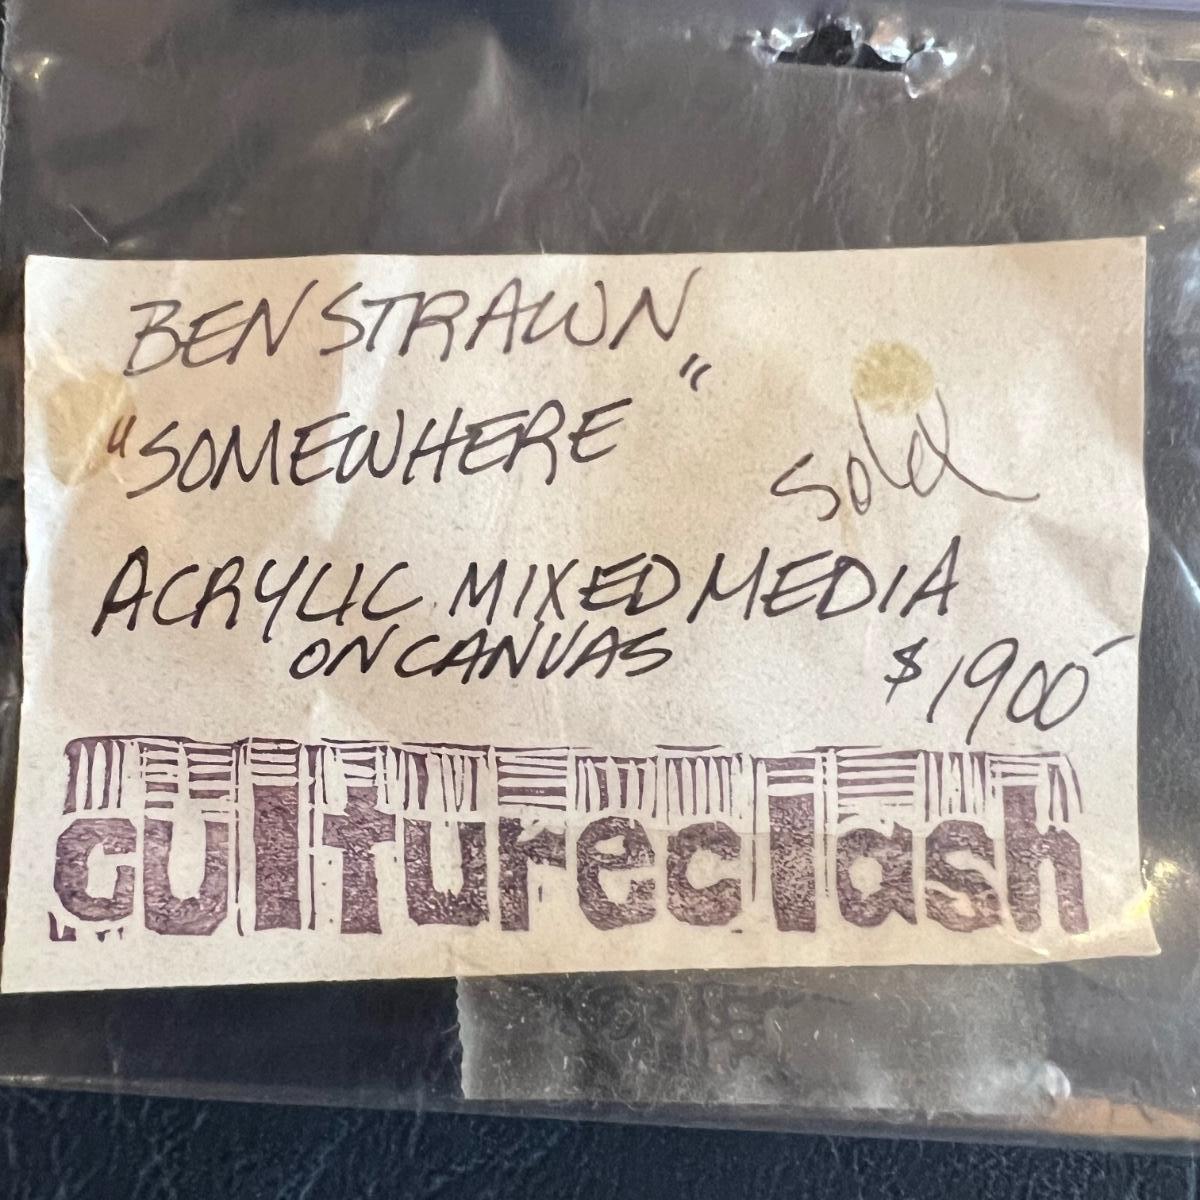 BEN STRAWN
"SOMEWHERE"
sold
ACRYLIC MIXED MEDIA
ON CANVAS
$1900
cultureclash